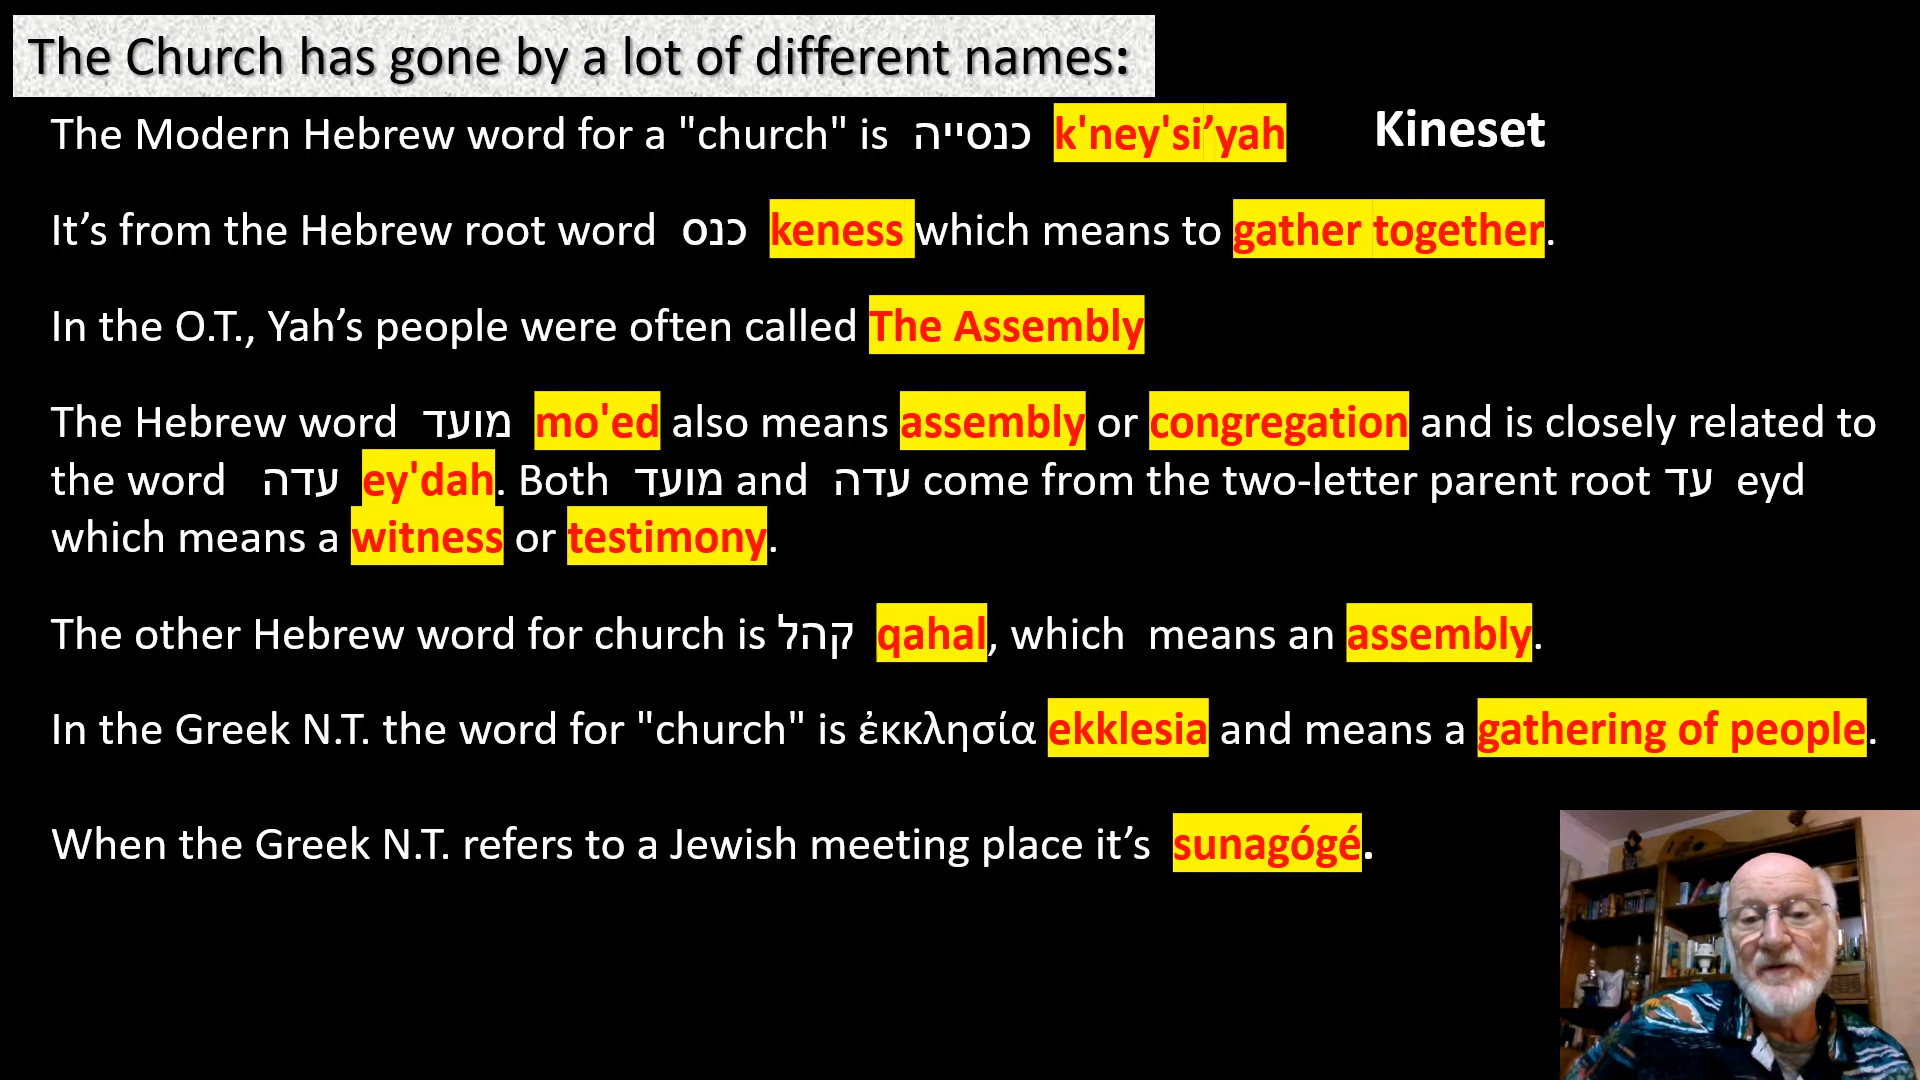 The Church has gone by a lot of different names:
The Modern Hebrew word for a "church" is כנסייה k'ney'si’yah Kineset
It’s from the Hebrew root word כנס keness which means to gather together.
In the O.T., Yah’s people were often called The Assembly
The Hebrew word מועד mo'ed also means assembly or congregation and is closely related to
the word עדה ey'dah. Both מועד and עדה come from the two-letter parent root עד eyd
which means a witness or testimony.
The other Hebrew word for church is קהל qahal, which means an assembly.
In the Greek N.T. the word for "church" is ἐκκλησία ekklesia and means a gathering of people.
When the Greek N.T. refers to a Jewish meeting place it’s sunagógé.